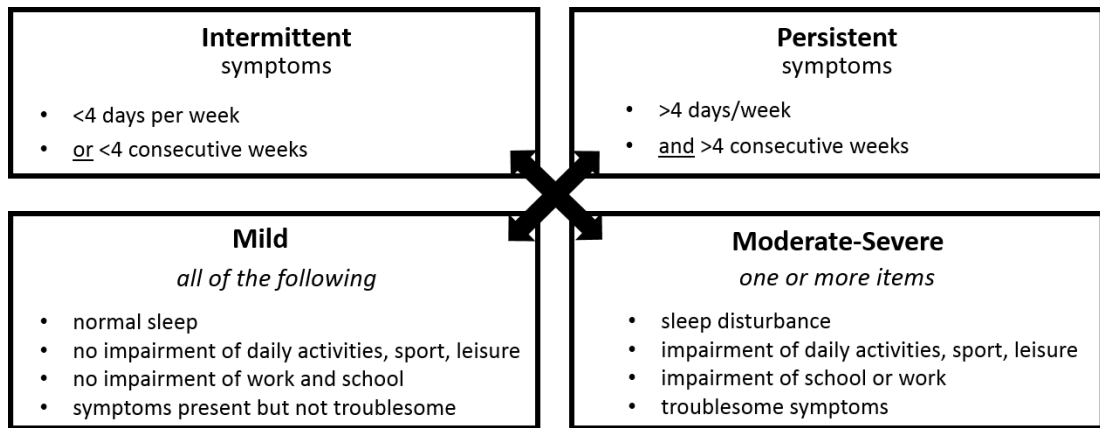 Intermittent
symptoms
• <4 days per week
• or <4 consecutive weeks
Persistent
symptoms
• >4 days/week
• and >4 consecutive weeks
Mild
all of the following
• normal sleep
• no impairment of daily activities, sport, leisure
• no impairment of work and school
• symptoms present but not troublesome
Moderate-Severe
one or more items
• sleep disturbance
• impairment of daily activities, sport, leisure
• impairment of school or work
• troublesome symptoms